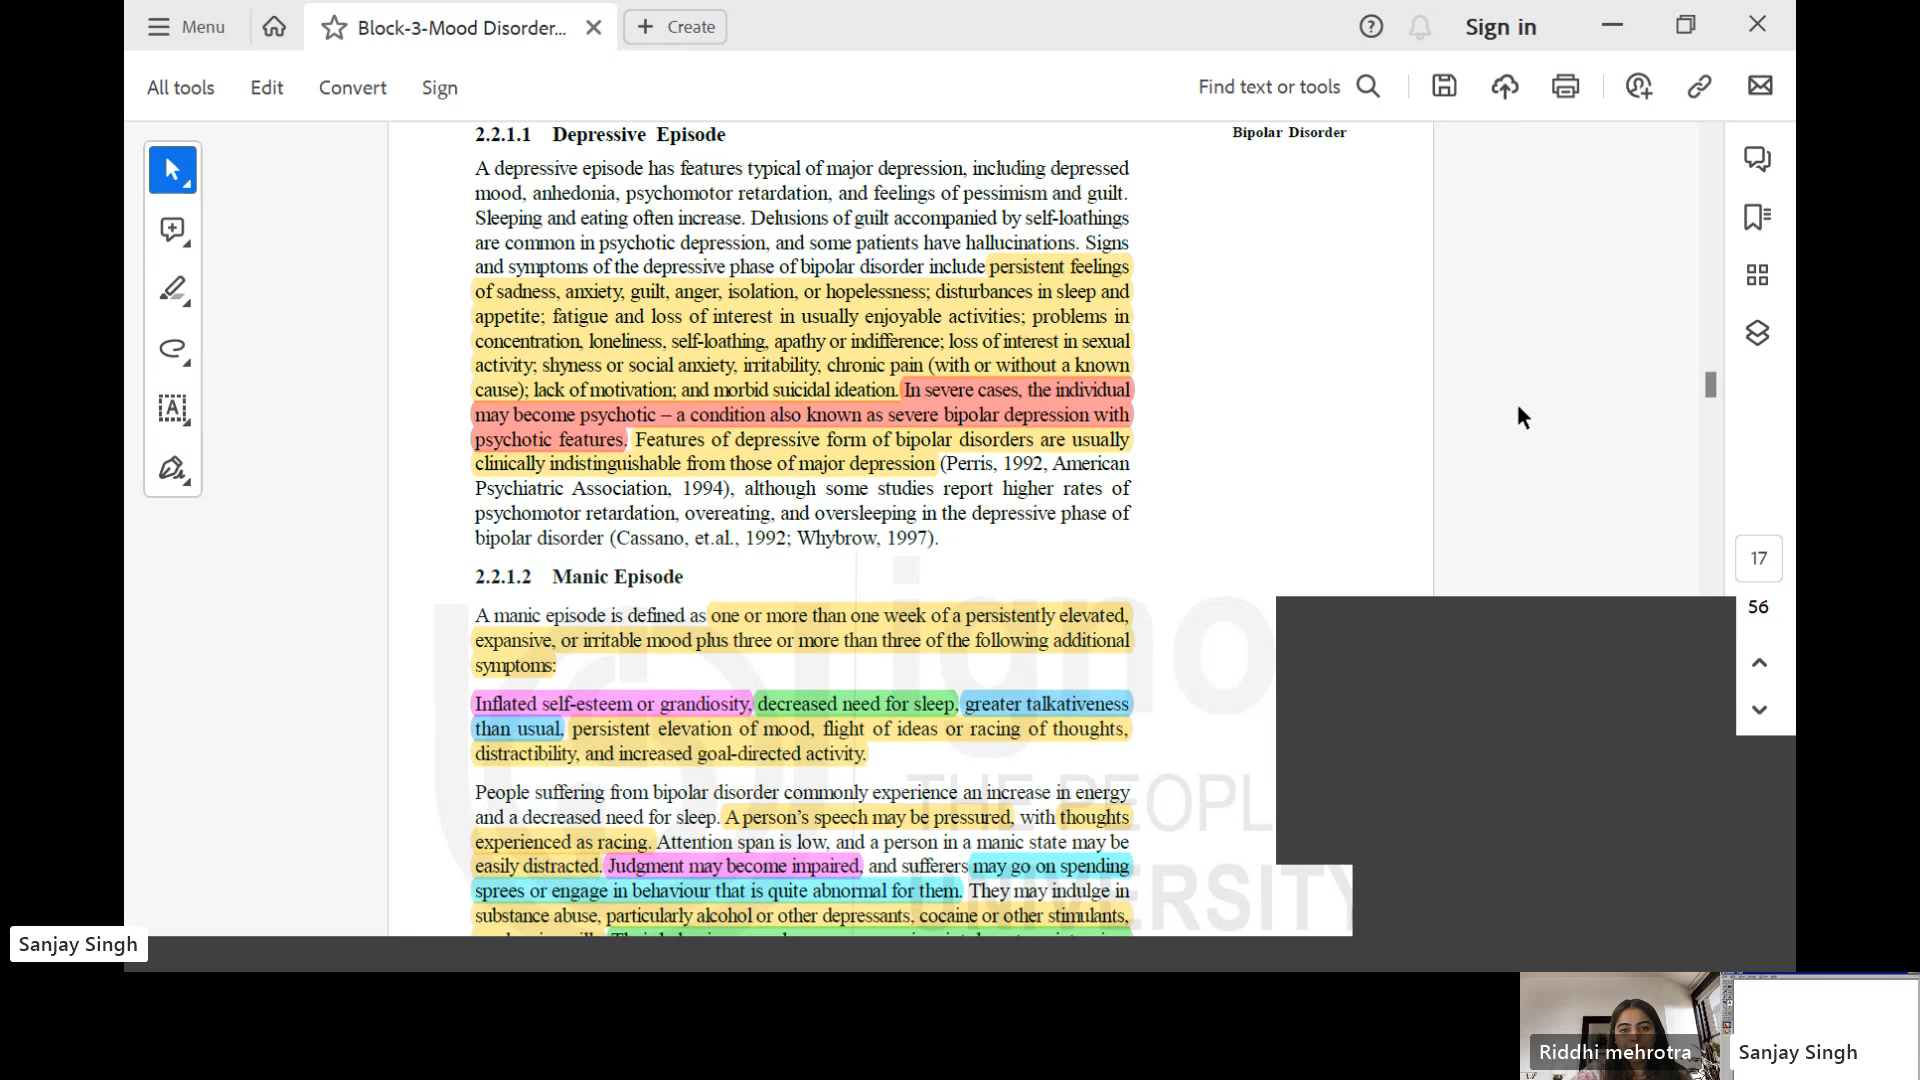 Menu
Block-3-Mood Disorder...
Create
Sign in
All tools
Edit
Convert
Sign
Find text or tools
2.2.1.1 Depressive Episode
Bipolar Disorder
A depressive episode has features typical of major depression, including depressed
mood, anhedonia, psychomotor retardation, and feelings of pessimism and guilt.
Sleeping and eating often increase. Delusions of guilt accompanied by self-loathings
are common in psychotic depression, and some patients have hallucinations. Signs
and symptoms of the depressive phase of bipolar disorder include persistent feelings
of sadness, anxiety, guilt, anger, isolation, or hopelessness; disturbances in sleep and
appetite; fatigue and loss of interest in usually enjoyable activities; problems in
concentration, loneliness, self-loathing, apathy or indifference; loss of interest in sexual
activity; shyness or social anxiety, irritability, chronic pain (with or without a known
cause); lack of motivation; and morbid suicidal ideation. In severe cases, the individual
may become psychotic – a condition also known as severe bipolar depression with
psychotic features. Features of depressive form of bipolar disorders are usually
clinically indistinguishable from those of major depression (Perris, 1992, American
Psychiatric Association, 1994), although some studies report higher rates of
psychomotor retardation, overeating, and oversleeping in the depressive phase of
bipolar disorder (Cassano, et.al., 1992; Whybrow, 1997).
2.2.1.2 Manic Episode
A manic episode is defined as one or more than one week of a persistently elevated,
expansive, or irritable mood plus three or more than three of the following additional
symptoms:
Inflated self-esteem or grandiosity, decreased need for sleep, greater talkativeness
than usual, persistent elevation of mood, flight of ideas or racing of thoughts,
distractibility, and increased goal-directed activity.
People suffering from bipolar disorder commonly experience an increase in energy
and a decreased need for sleep. A person's speech may be pressured, with thoughts
experienced as racing. Attention span is low, and a person in a manic state may be
easily distracted. Judgment may become impaired, and sufferers may go on spending
sprees or engage in behaviour that is quite abnormal for them. They may indulge in
substance abuse, particularly alcohol or other depressants, cocaine or other stimulants,
igno
THE PEOPL
UNIVERSITY
17
56
Sanjay Singh
Riddhi mehrotra
Sanjay Singh